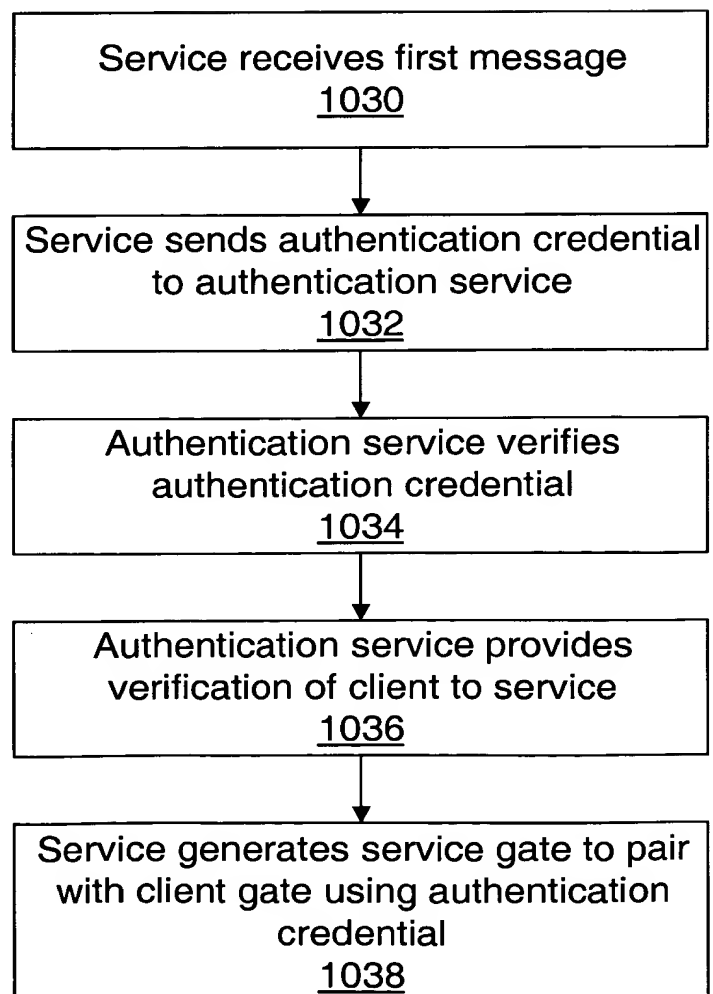 Service receives first message
1030
Service sends authentication credential
to authentication service
1032
Authentication service verifies
authentication credential
1034
Authentication service provides
verification of client to service
1036
Service generates service gate to pair
with client gate using authentication
credential
1038